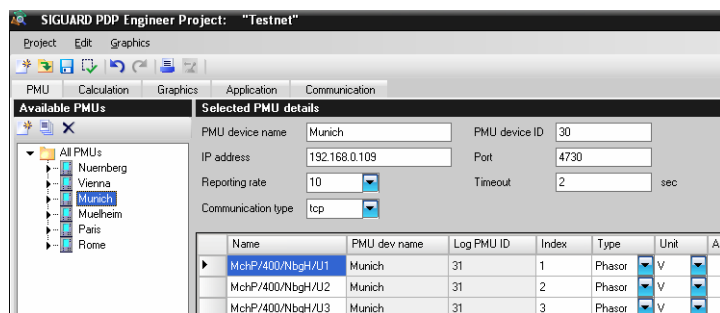 SIGUARD PDP Engineer Project: "Testnet"
Project Edit Graphics
PMU Calculation Graphics Application Communication
Available PMUs
All PMUs
Nuernberg
Vienna
Munich
Muelheim
Paris
Rome
Selected PMU details
PMU device name Munich PMU device ID 30
IP address 192.168.0.109 Port 4730
Reporting rate 10 Timeout 2 sec
Communication type tcp
Name PMU dev name Log PMU ID Index Type Unit A
MchP/400/NbgH/U1 Munich 31 1 Phasor V
MchP/400/NbgH/U2 Munich 31 2 Phasor V
MchP/400/NbgH/U3 Munich 31 3 Phasor V